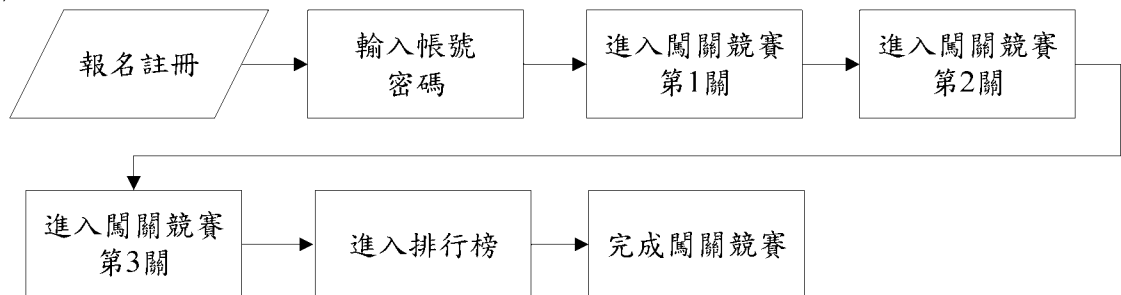 報名註冊
輸入帳號
密碼
進入闖關競賽
第1關
進入闖關競賽
第2關
進入闖關競賽
第3關
進入排行榜
完成闖關競賽